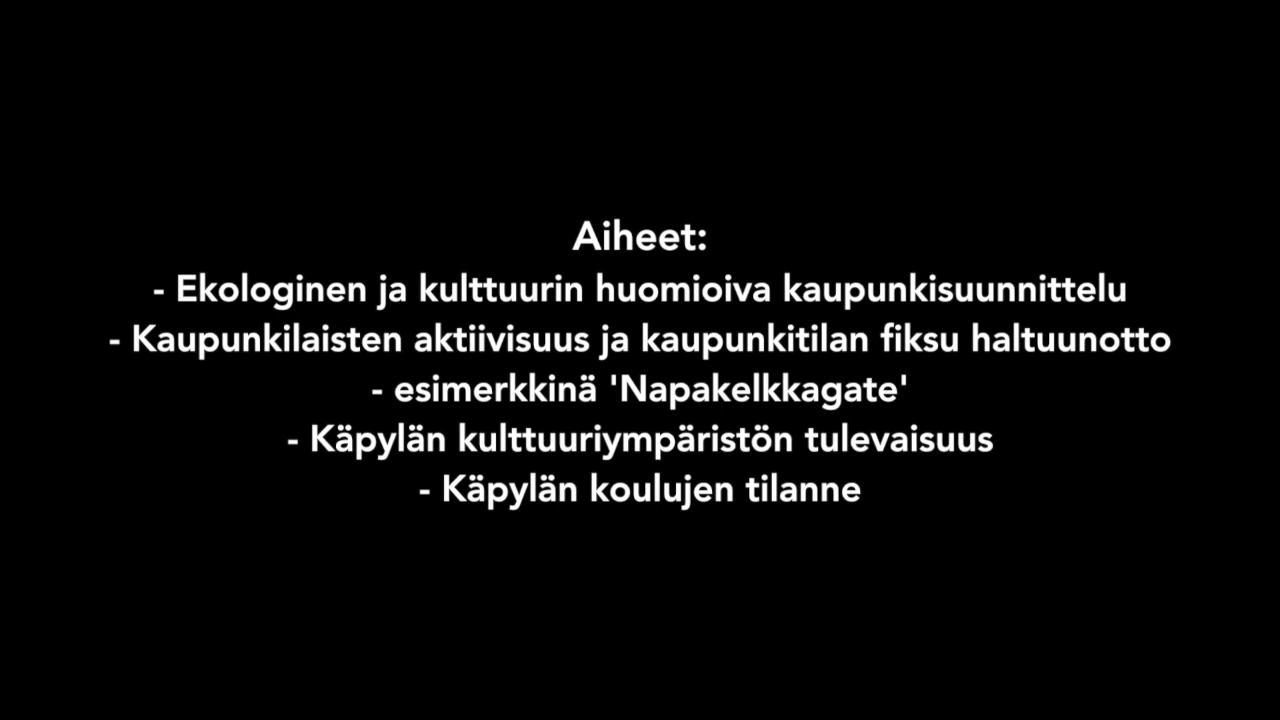 Aiheet:
- Ekologinen ja kulttuurin huomioiva kaupunkisuunnittelu
- Kaupunkilaisten aktiivisuus ja kaupunkitilan fiksu haltuunotto
- esimerkkinä 'Napakelkkagate'
- Käpylän kulttuuriympäristön tulevaisuus
- Käpylän koulujen tilanne